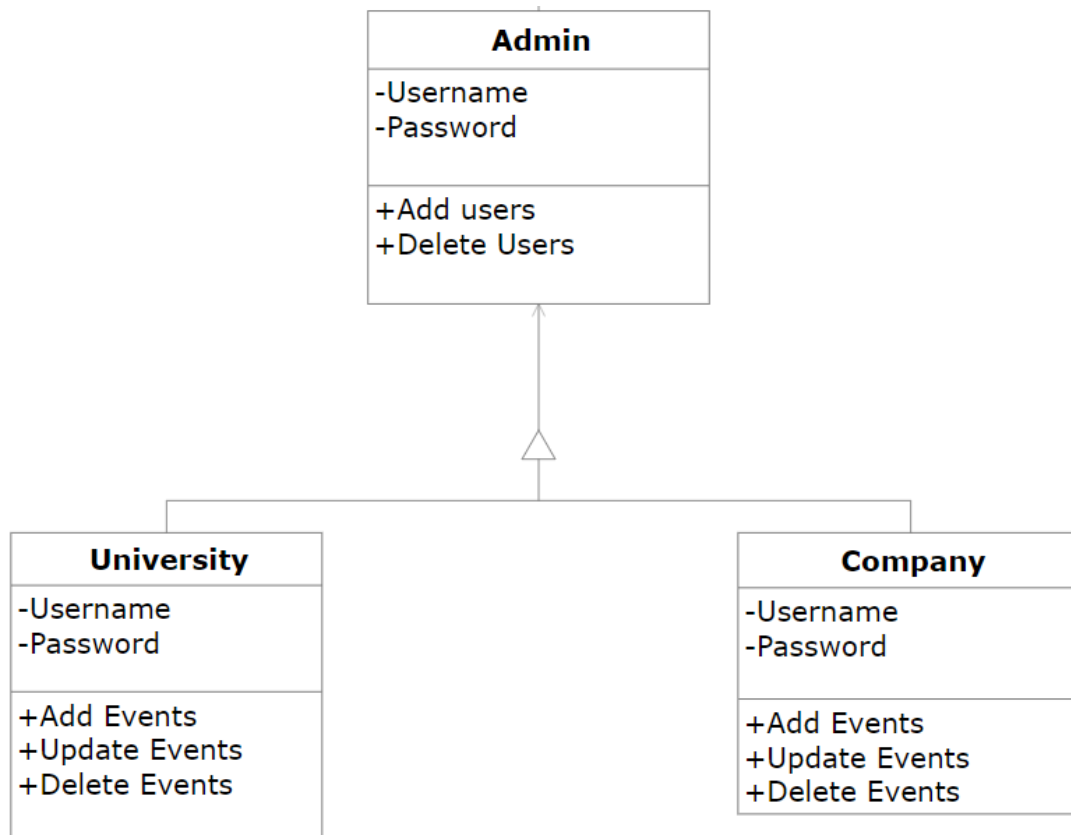 Admin
-Username
-Password
+Add users
+Delete Users
University
-Username
-Password
+Add Events
+Update Events
+Delete Events
Company
-Username
-Password
+Add Events
+Update Events
+Delete Events